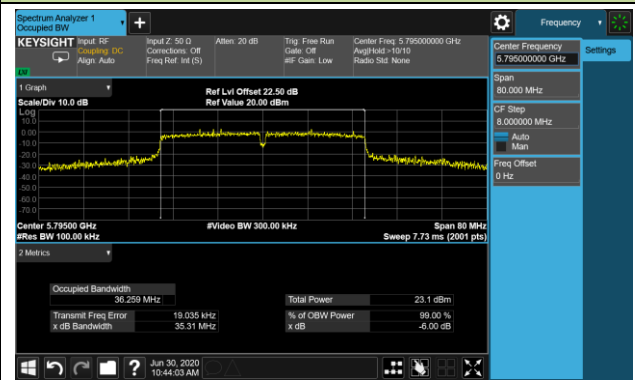 Spectrum Analyzer 1
Occupied BW
Frequency
KEYSIGHT
Input: RF
Coupling: DC
Align: Auto
Input Z: 50 Ω
Corrections: Off
Freq Ref: Int (S)
Atten: 20 dB
Trig: Free Run
Gate: Off
#IF Gain: Low
Center Freq: 5.795000000 GHz
Avg|Hold:>10/10
Radio Std: None
Center Frequency
5.795000000 GHz
Settings
Span
80.000 MHz
CF Step
8.000000 MHz
Auto
Man
Freq Offset
0 Hz
1 Graph
Scale/Div 10.0 dB
Ref Lvl Offset 22.50 dB
Ref Value 20.00 dBm
Log
10.0
0.00
-10.0
-20.0
-30.0
-40.0
-50.0
-60.0
-70.0
Center 5.79500 GHz
#Res BW 100.00 kHz
#Video BW 300.00 kHz
Span 80 MHz
Sweep 7.73 ms (2001 pts)
2 Metrics
Occupied Bandwidth
36.259 MHz
Total Power 23.1 dBm
Transmit Freq Error 19.035 kHz
% of OBW Power 99.00 %
x dB Bandwidth 35.31 MHz
x dB -6.00 dB
?
Jun 30, 2020
10:44:03 AM